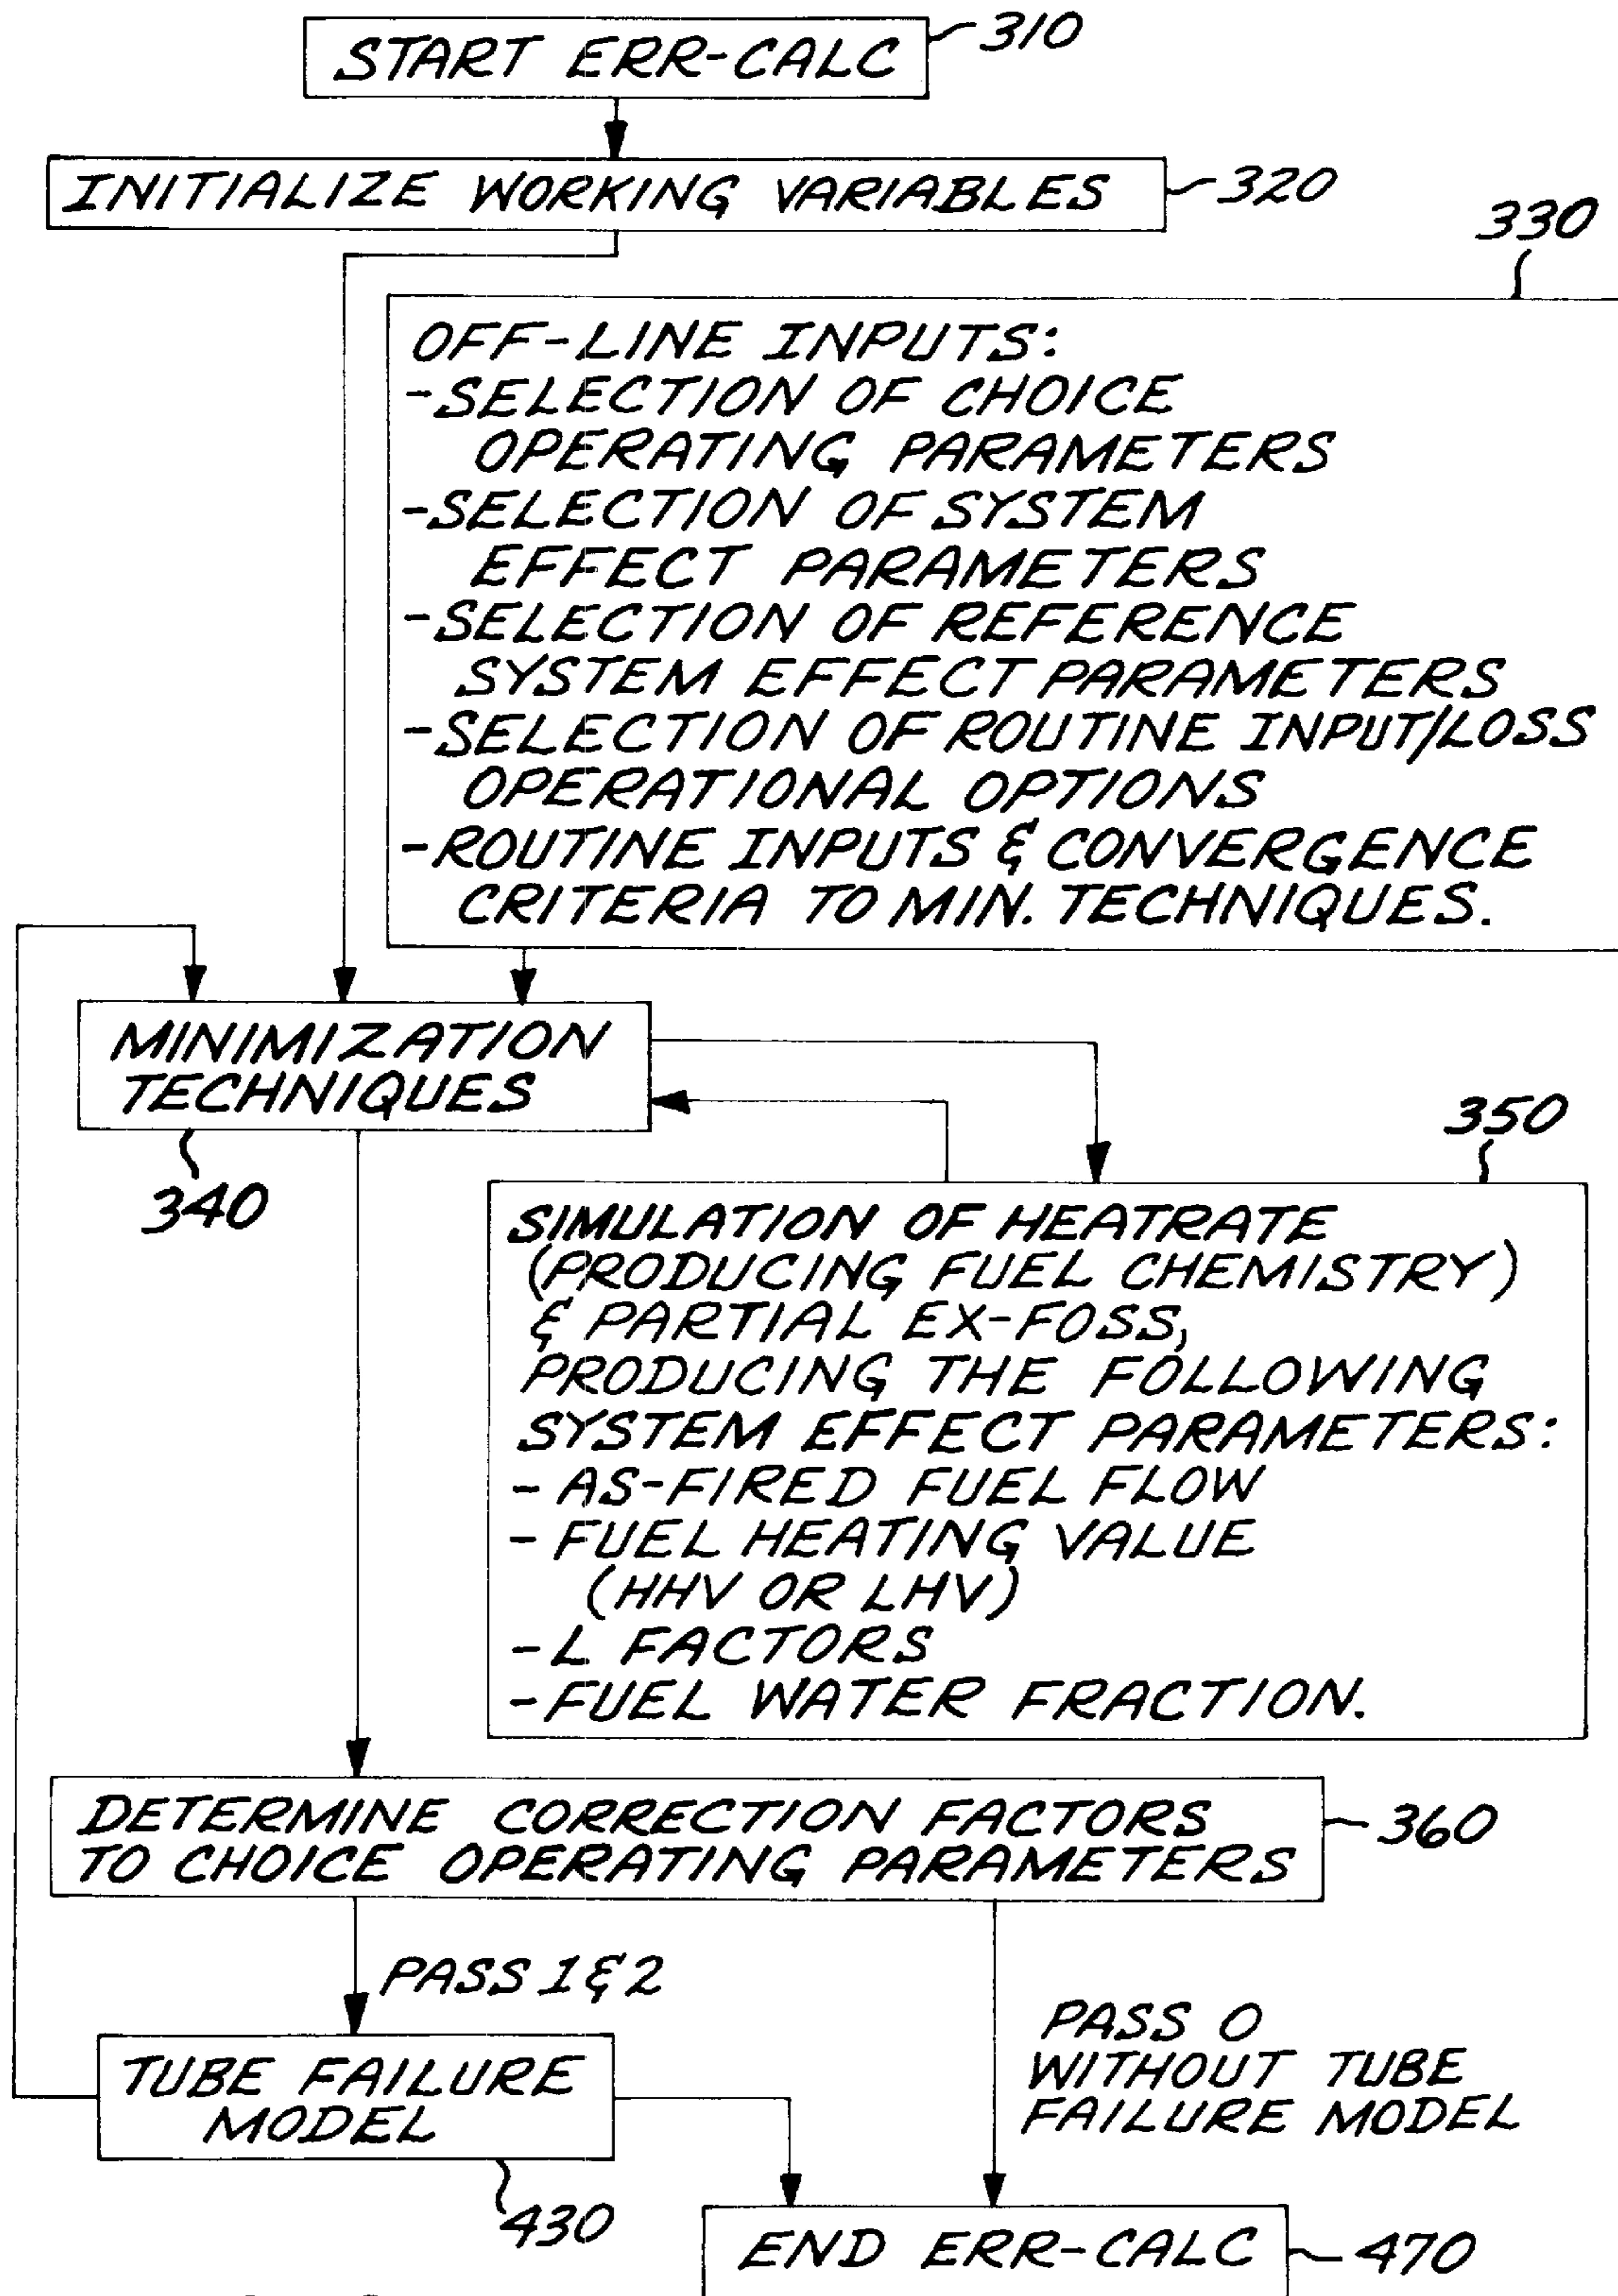 START ERR-CALC
310
INITIALIZE WORKING VARIABLES
320
330
OFF-LINE INPUTS:
-SELECTION OF CHOICE
OPERATING PARAMETERS
-SELECTION OF SYSTEM
EFFECT PARAMETERS
-SELECTION OF REFERENCE
SYSTEM EFFECT PARAMETERS
-SELECTION OF ROUTINE INPUT/LOSS
OPERATIONAL OPTIONS
-ROUTINE INPUTS & CONVERGENCE
CRITERIA TO MIN. TECHNIQUES.
MINIMIZATION
TECHNIQUES
340
350
SIMULATION OF HEATRATE
(PRODUCING FUEL CHEMISTRY)
& PARTIAL EX-FOSS,
PRODUCING THE FOLLOWING
SYSTEM EFFECT PARAMETERS:
- AS-FIRED FUEL FLOW
- FUEL HEATING VALUE
(HHV OR LHV)
- L FACTORS
-FUEL WATER FRACTION.
DETERMINE CORRECTION FACTORS
TO CHOICE OPERATING PARAMETERS
360
PASS 1 & 2
PASS 0
WITHOUT TUBE
FAILURE MODEL
TUBE FAILURE
MODEL
430
END ERR-CALC
470